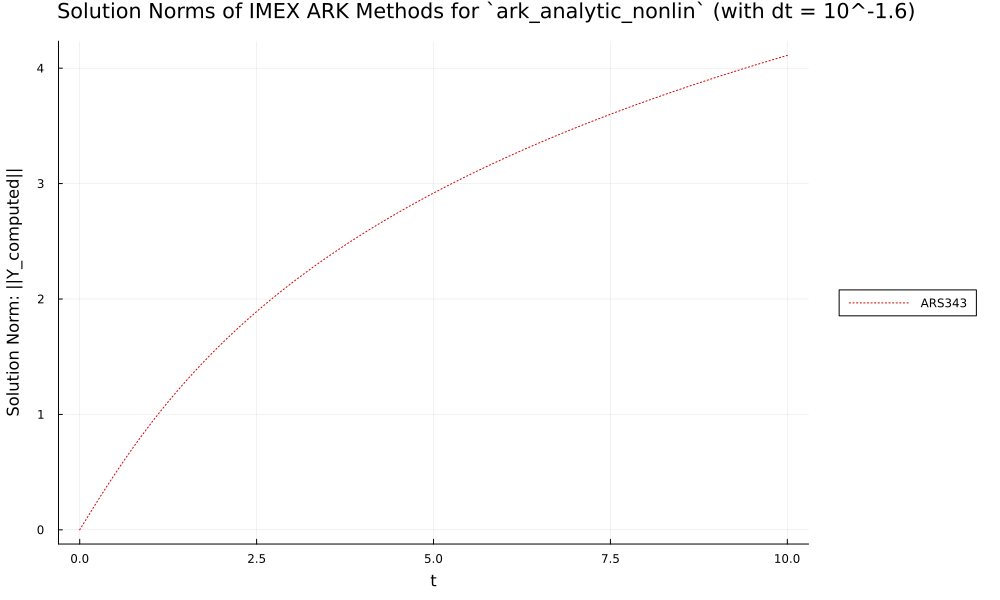 Solution Norms of IMEX ARK Methods for `ark_analytic_nonlin` (with dt = 10^-1.6)
Solution Norm: ||Y_computed||
4
3
2
1
0
0.0
2.5
5.0
7.5
10.0
t
ARS343